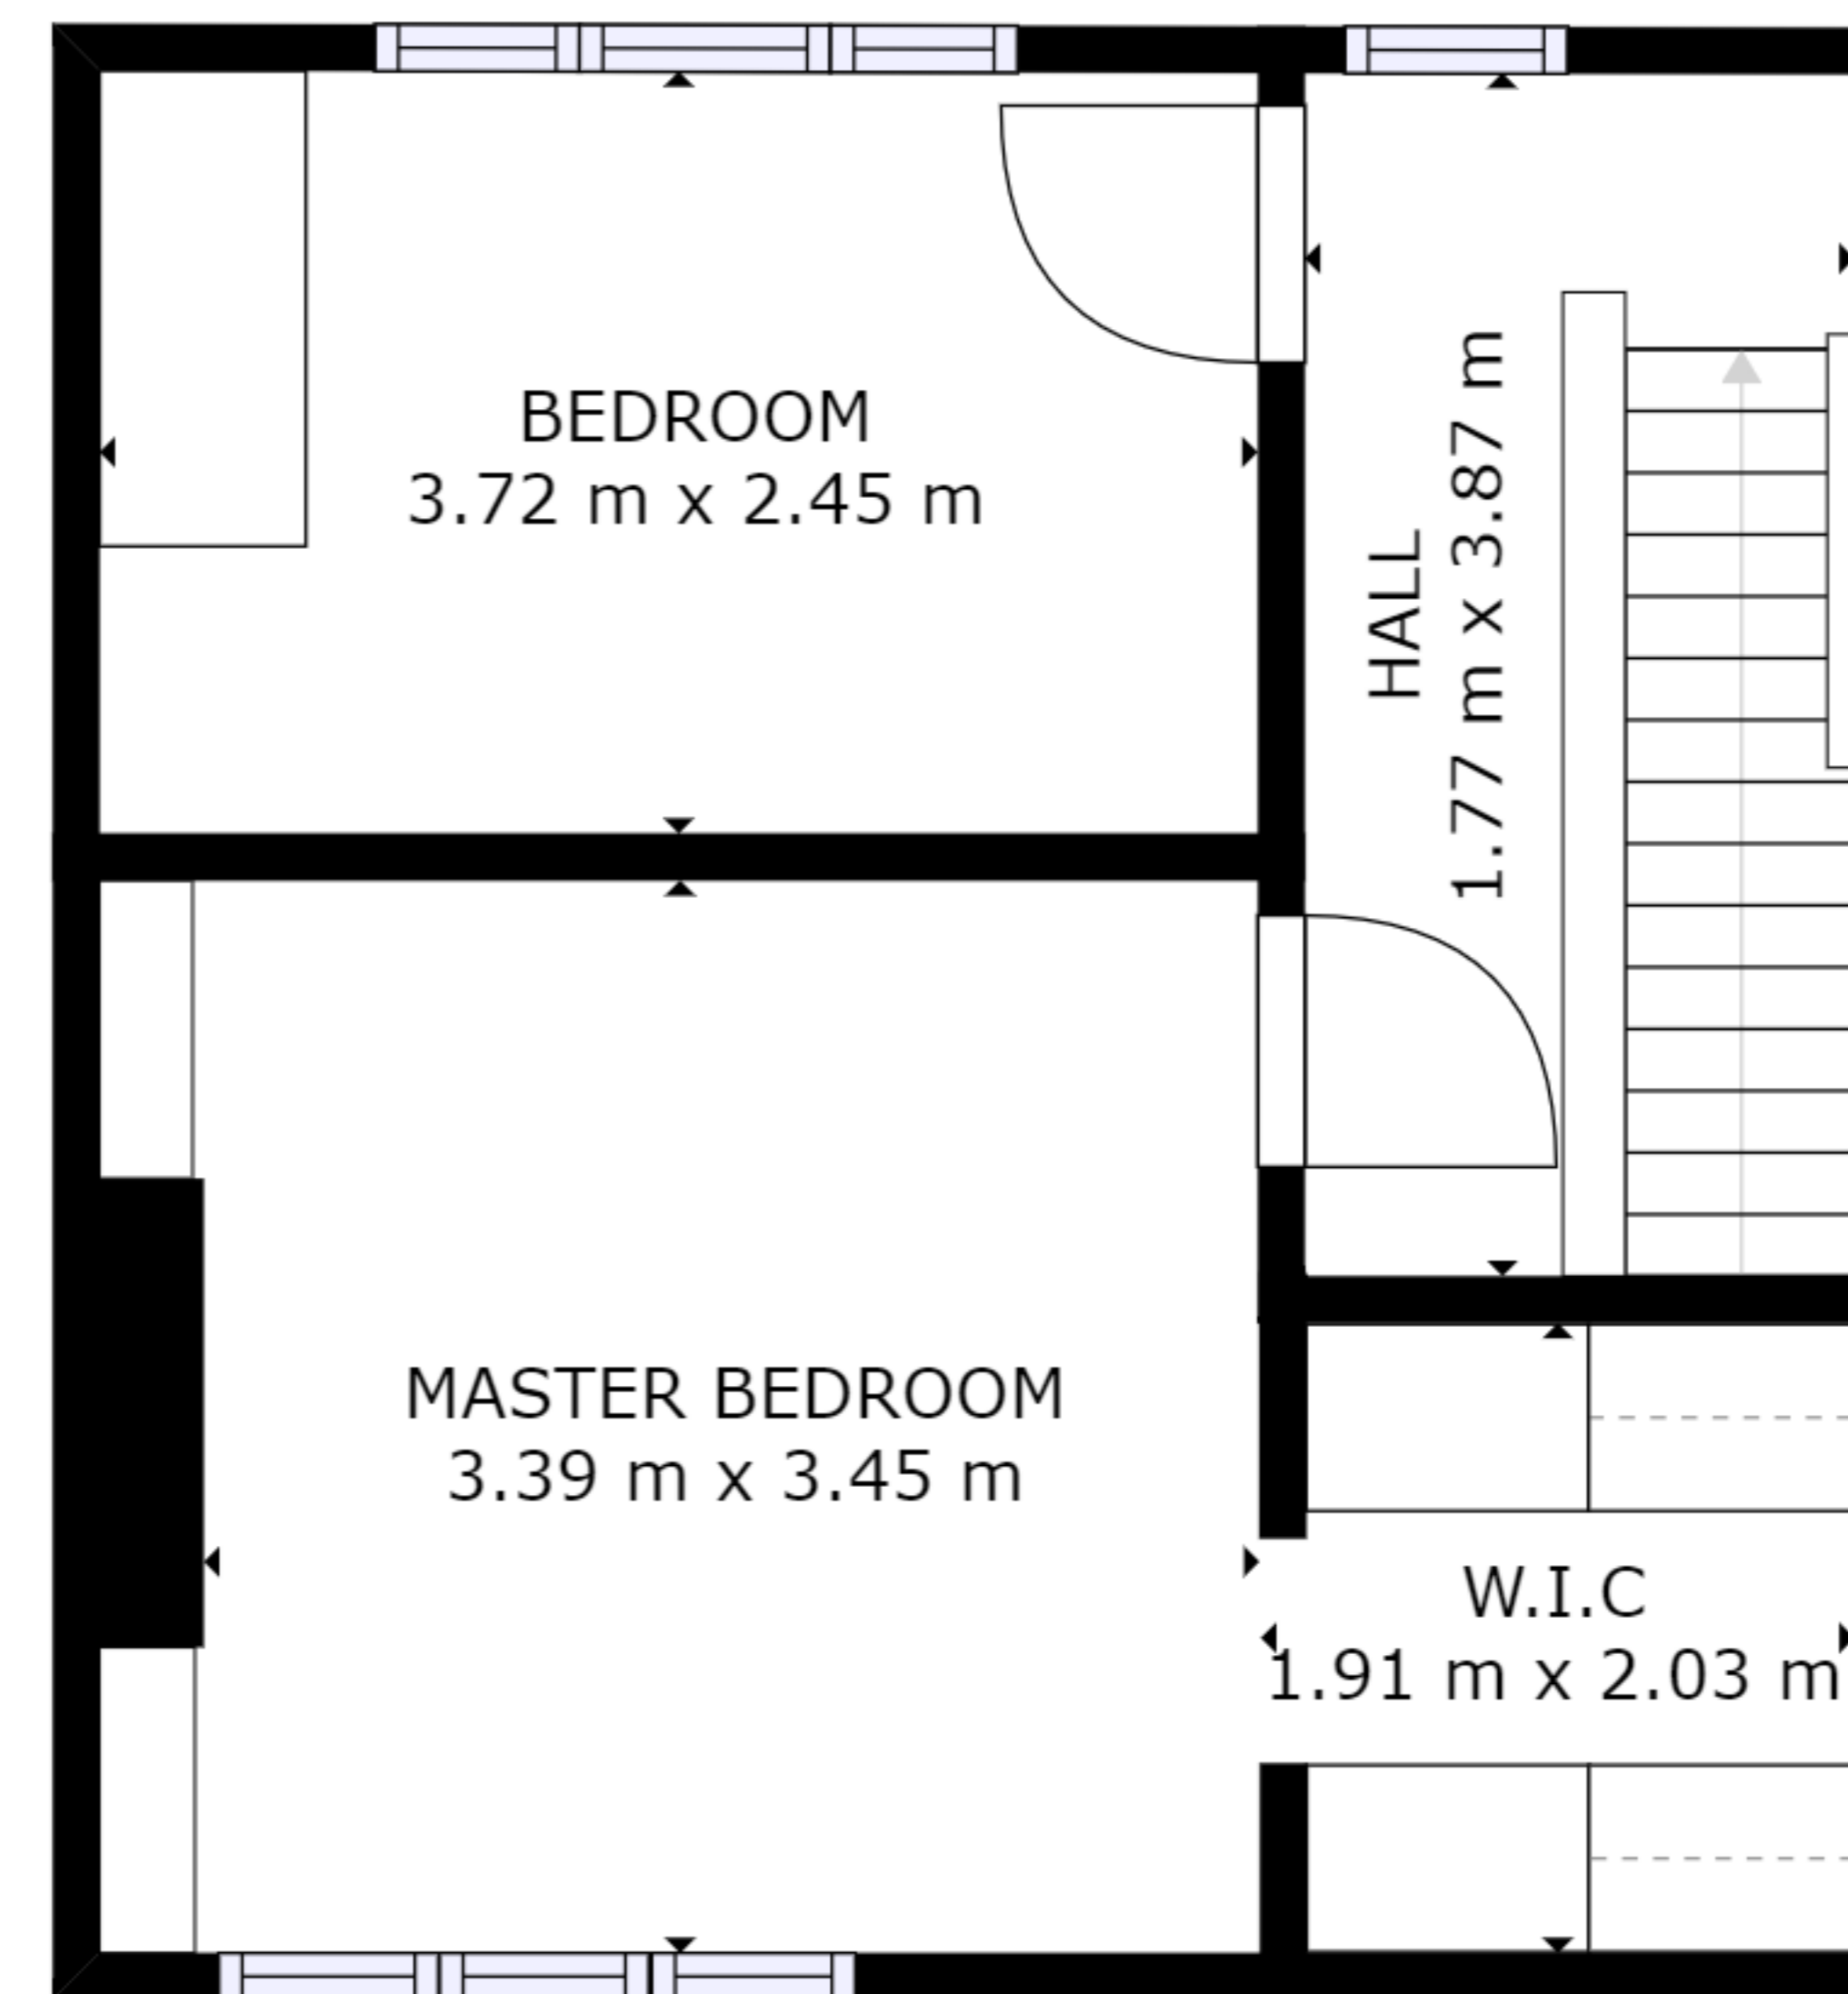 BEDROOM
3.72 m x 2.45 m
HALL
1.77 m x 3.87 m
MASTER BEDROOM
3.39 m x 3.45 m
W.I.C
1.91 m x 2.03 m